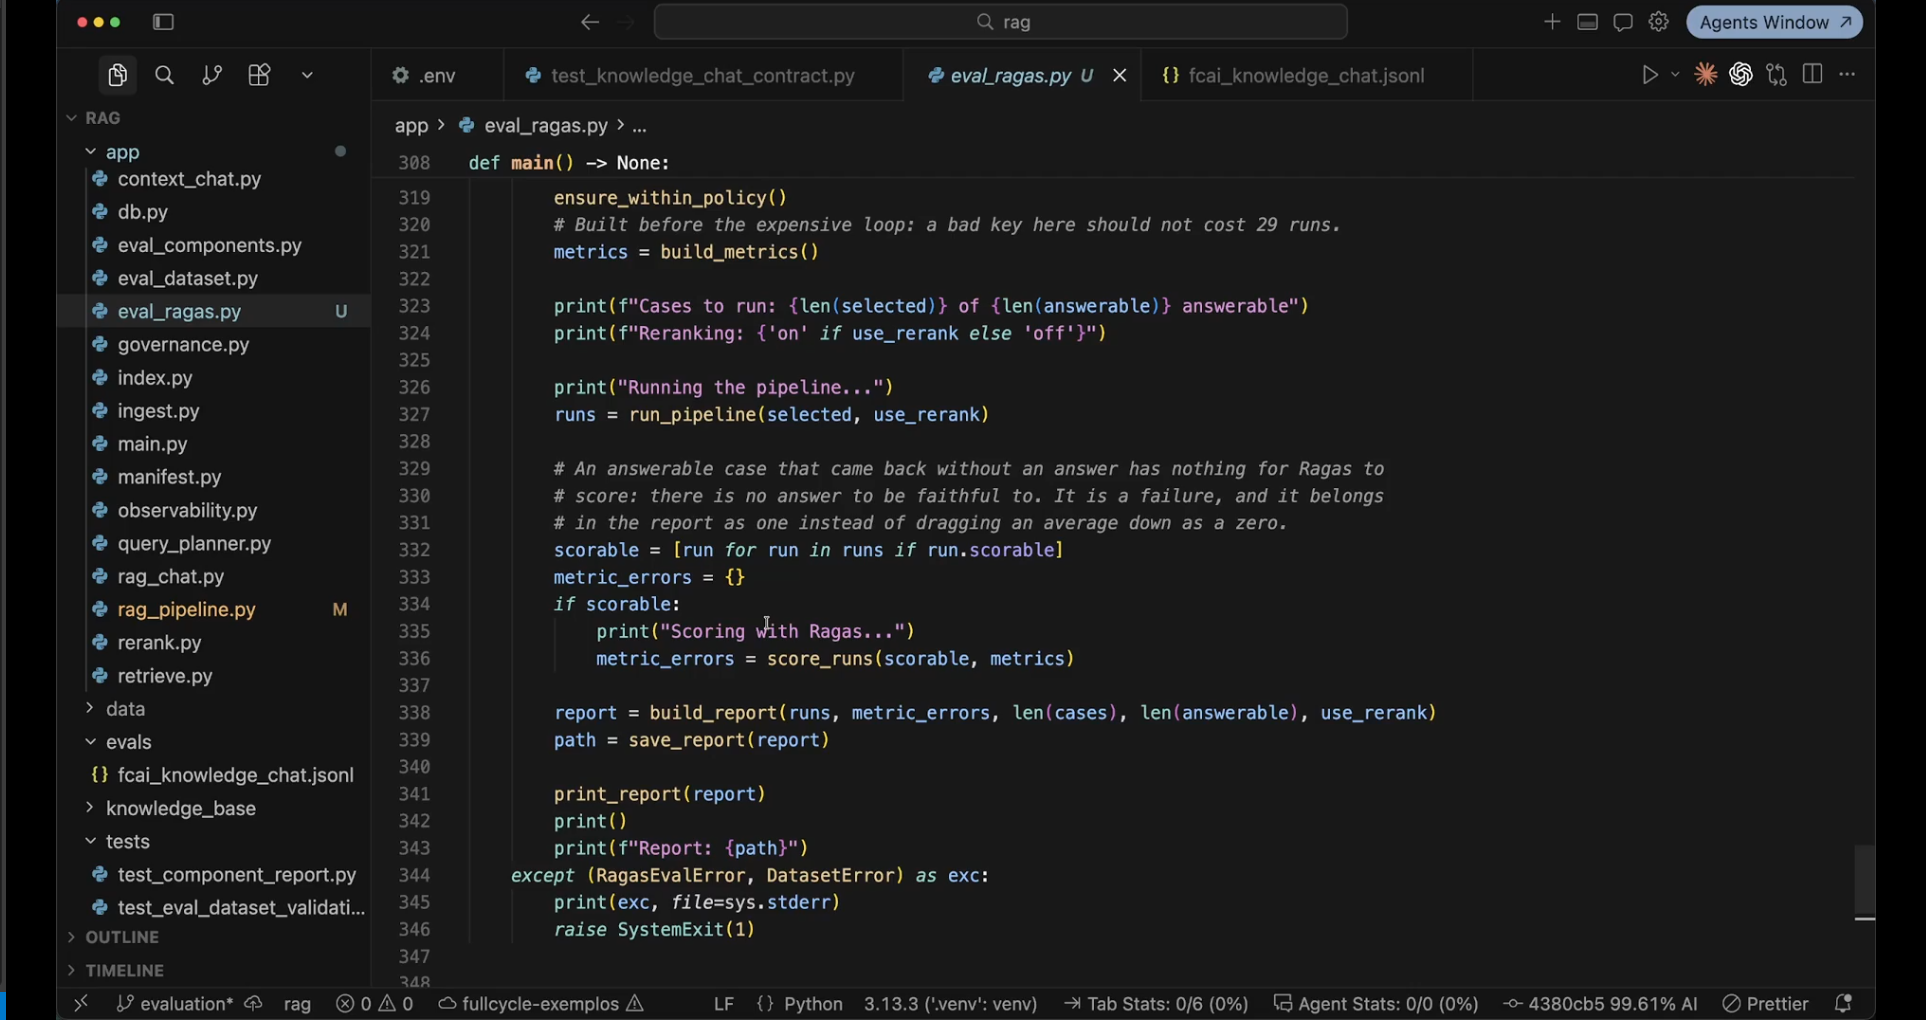 rag
Agents Window ↗
.env
test_knowledge_chat_contract.py
eval_ragas.py U
{} fcai_knowledge_chat.jsonl
RAG
app
context_chat.py
db.py
eval_components.py
eval_dataset.py
eval_ragas.py U
governance.py
index.py
ingest.py
main.py
manifest.py
observability.py
query_planner.py
rag_chat.py
rag_pipeline.py M
rerank.py
retrieve.py
data
evals
{} fcai_knowledge_chat.jsonl
knowledge_base
tests
test_component_report.py
test_eval_dataset_validati...
OUTLINE
TIMELINE
app > eval_ragas.py > ...
308 def main() -> None:
319 ensure_within_policy()
320 # Built before the expensive loop: a bad key here should not cost 29 runs.
321 metrics = build_metrics()
322
323 print(f"Cases to run: {len(selected)} of {len(answerable)} answerable")
324 print(f"Reranking: {'on' if use_rerank else 'off'}")
325
326 print("Running the pipeline...")
327 runs = run_pipeline(selected, use_rerank)
328
329 # An answerable case that came back without an answer has nothing for Ragas to
330 # score: there is no answer to be faithful to. It is a failure, and it belongs
331 # in the report as one instead of dragging an average down as a zero.
332 scorable = [run for run in runs if run.scorable]
333 metric_errors = {}
334 if scorable:
335 print("Scoring with Ragas...")
336 metric_errors = score_runs(scorable, metrics)
337
338 report = build_report(runs, metric_errors, len(cases), len(answerable), use_rerank)
339 path = save_report(report)
340
341 print_report(report)
342 print()
343 print(f"Report: {path}")
344 except (RagasEvalError, DatasetError) as exc:
345 print(exc, file=sys.stderr)
346 raise SystemExit(1)
347
348
evaluation* rag 0 0 fullcycle-exemplos LF {} Python 3.13.3 ('.venv': venv) Tab Stats: 0/6 (0%) Agent Stats: 0/0 (0%) 4380cb5 99.61% AI Prettier